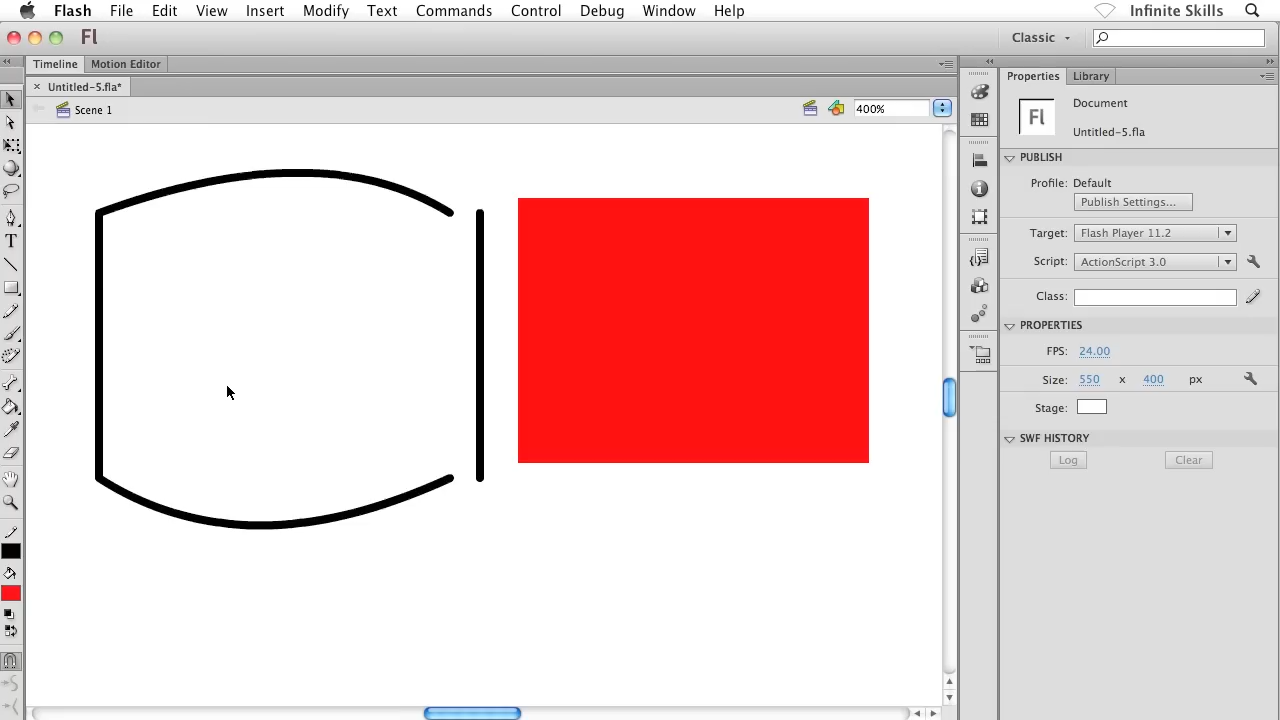 Flash File Edit View Insert Modify Text Commands Control Debug Window Help Infinite Skills
Fl Classic
Timeline Motion Editor
Untitled-5.fla*
Scene 1 400%
Properties Library
Fl Document
Untitled-5.fla
PUBLISH
Profile: Default
Publish Settings...
Target: Flash Player 11.2
Script: ActionScript 3.0
Class:
PROPERTIES
FPS: 24.00
Size: 550 x 400 px
Stage:
SWF HISTORY
Log Clear
T